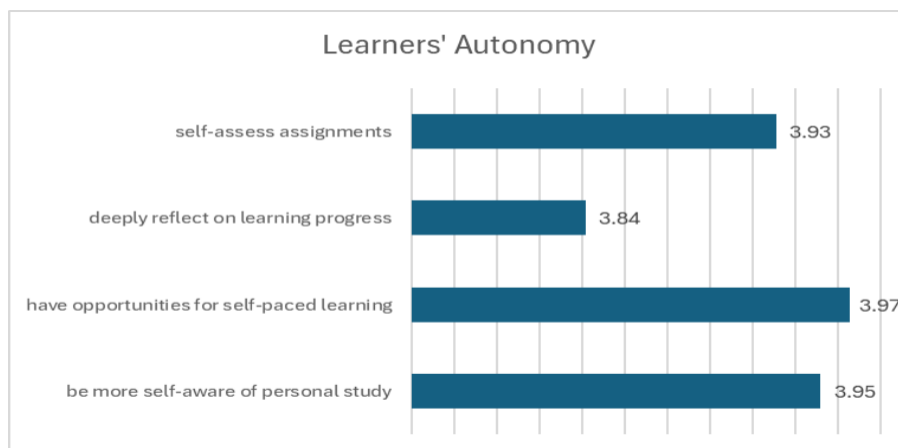 Learners' Autonomy
self-assess assignments
3.93
deeply reflect on learning progress
3.84
have opportunities for self-paced learning
3.97
be more self-aware of personal study
3.95